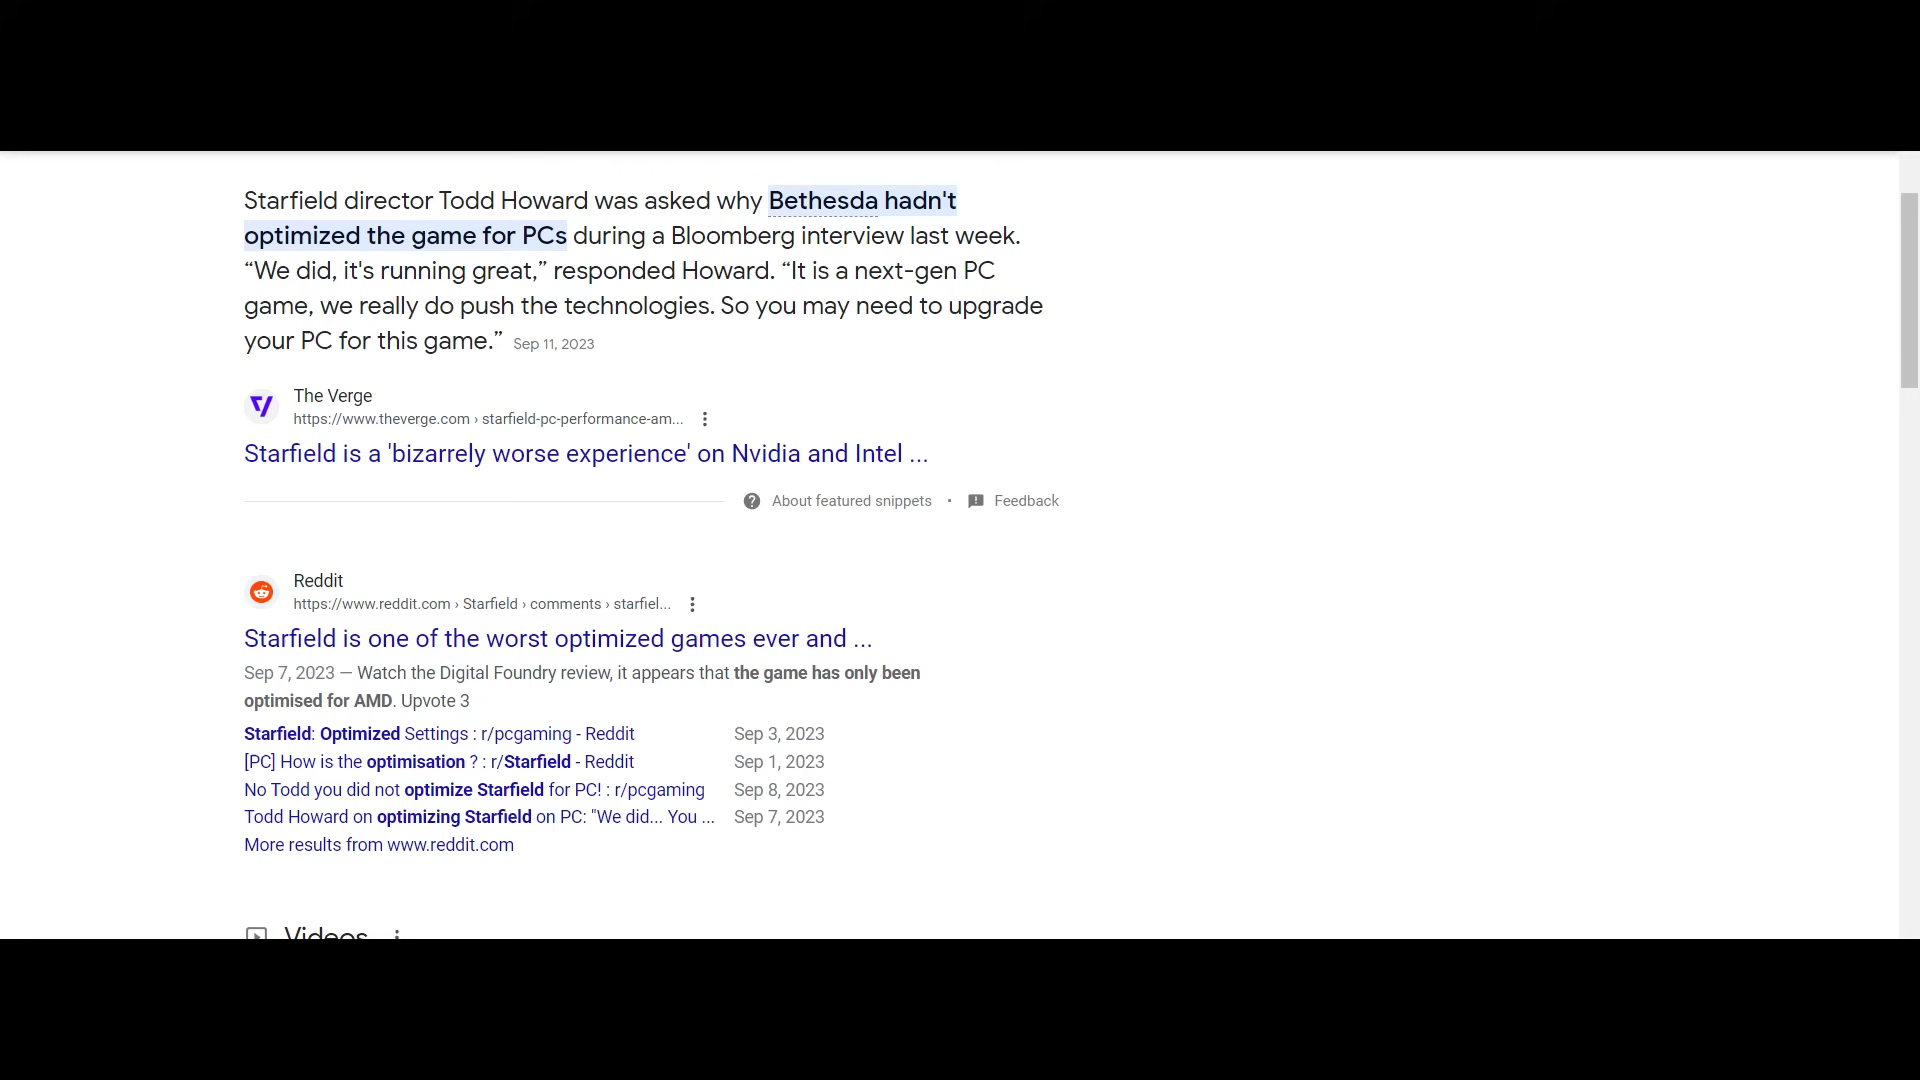 Starfield director Todd Howard was asked why Bethesda hadn't
optimized the game for PCs during a Bloomberg interview last week.
“We did, it's running great,” responded Howard. “It is a next-gen PC
game, we really do push the technologies. So you may need to upgrade
your PC for this game.” Sep 11, 2023
The Verge
https://www.theverge.com › starfield-pc-performance-am...
Starfield is a 'bizarrely worse experience' on Nvidia and Intel ...
About featured snippets • Feedback
Reddit
https://www.reddit.com › Starfield › comments › starfiel...
Starfield is one of the worst optimized games ever and ...
Sep 7, 2023 — Watch the Digital Foundry review, it appears that the game has only been
optimised for AMD. Upvote 3
Starfield: Optimized Settings : r/pcgaming - Reddit Sep 3, 2023
[PC] How is the optimisation ? : r/Starfield - Reddit Sep 1, 2023
No Todd you did not optimize Starfield for PC! : r/pcgaming Sep 8, 2023
Todd Howard on optimizing Starfield on PC: "We did... You ... Sep 7, 2023
More results from www.reddit.com
Videos